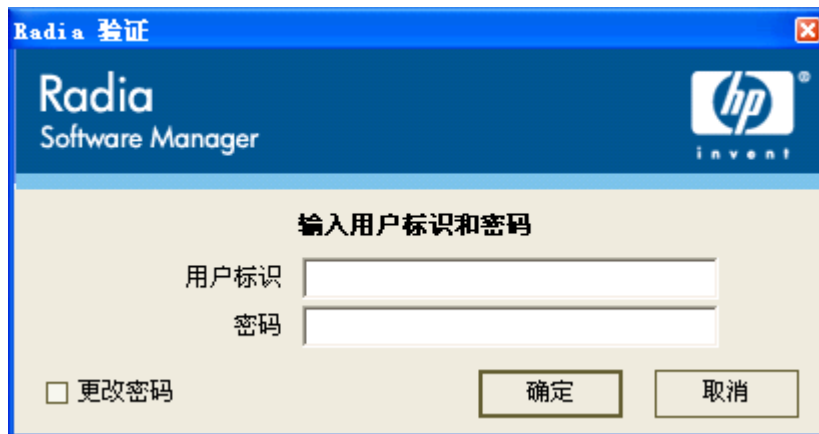 Radia 验证
Radia
Software Manager
hp
®
invent
输入用户标识和密码
用户标识
密码
更改密码
确定
取消